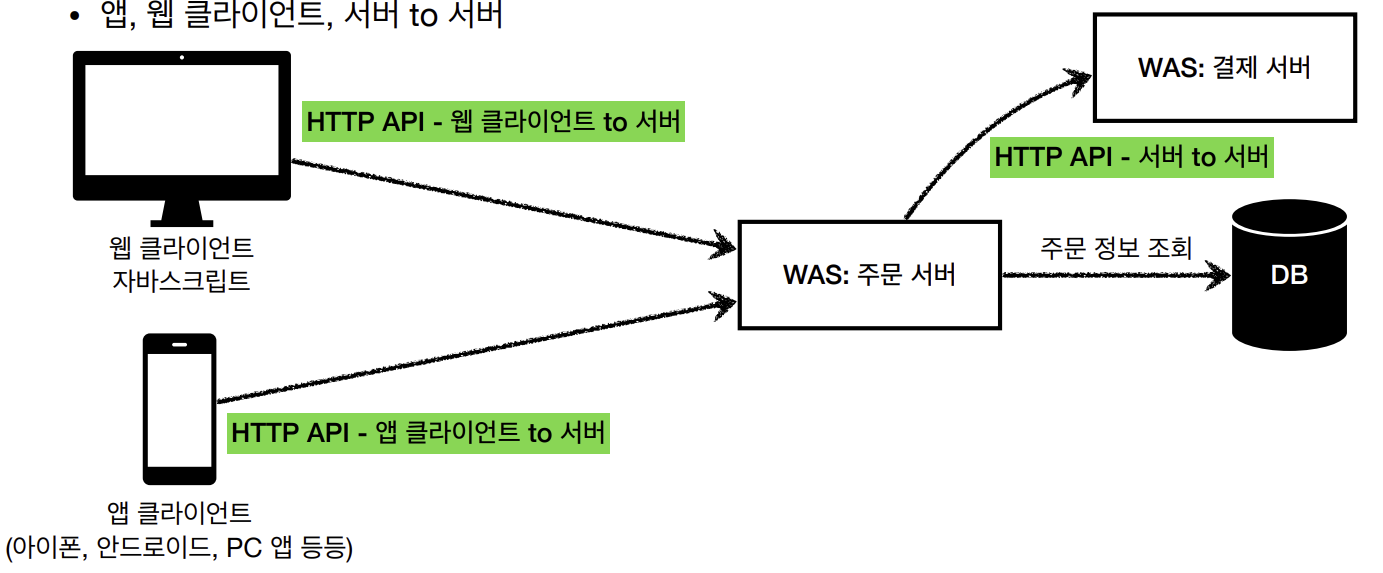 • 앱, 웹 클라이언트, 서버 to 서버
WAS: 결제 서버
HTTP API - 웹 클라이언트 to 서버
HTTP API - 서버 to 서버
웹 클라이언트
자바스크립트
WAS: 주문 서버
주문 정보 조회
DB
HTTP API - 앱 클라이언트 to 서버
앱 클라이언트
(아이폰, 안드로이드, PC 앱 등등)